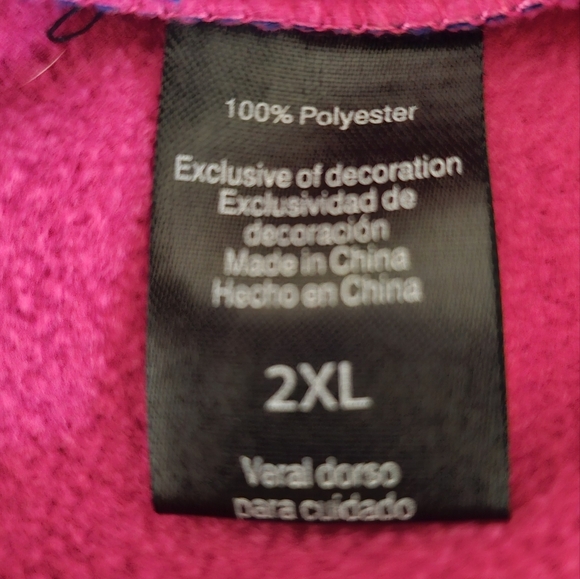 100% Polyester
Exclusive of decoration
Exclusividad de
decoración
Made in China
Hecho en China
2XL
Veral dorso
para cuidado